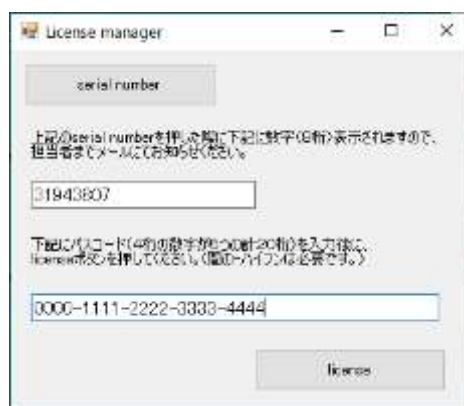 License manager
serial number
上記のserial numberを押した際に下記に数字(8桁)表示されますので、
担当者までメールにてお知らせください。
31943807
下記にパスコード(4桁の数字が5つの計20桁)を入力後に、
licenseボタンを押してください。(間の-ハイフンは必要です。)
0000-1111-2222-3333-4444
license